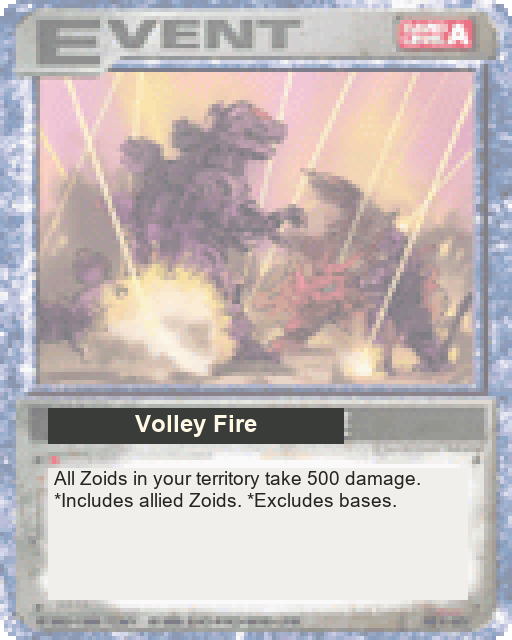 EVENT
A
Volley Fire
All Zoids in your territory take 500 damage.
*Includes allied Zoids. *Excludes bases.